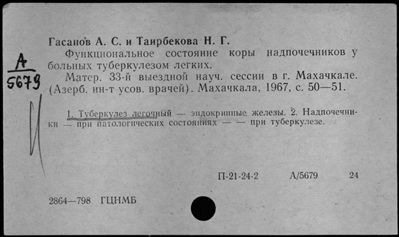 Гасанов А. С. и Таирбекова Н. Г.
Функциональное состояние коры надпочечников у
больных туберкулезом легких.
А
5679
Матер. 33-й выездной науч. сессии в г. Махачкале.
(Азерб. ин-т усов. врачей). Махачкала, 1967, с. 50—51.
1. Туберкулез легочный — эндокринные железы. 2. Надпочечни-
ки — при патологических состояниях — — при туберкулезе.
П-21-24-2 А/5679 24
2864—798 ГЦНМБ